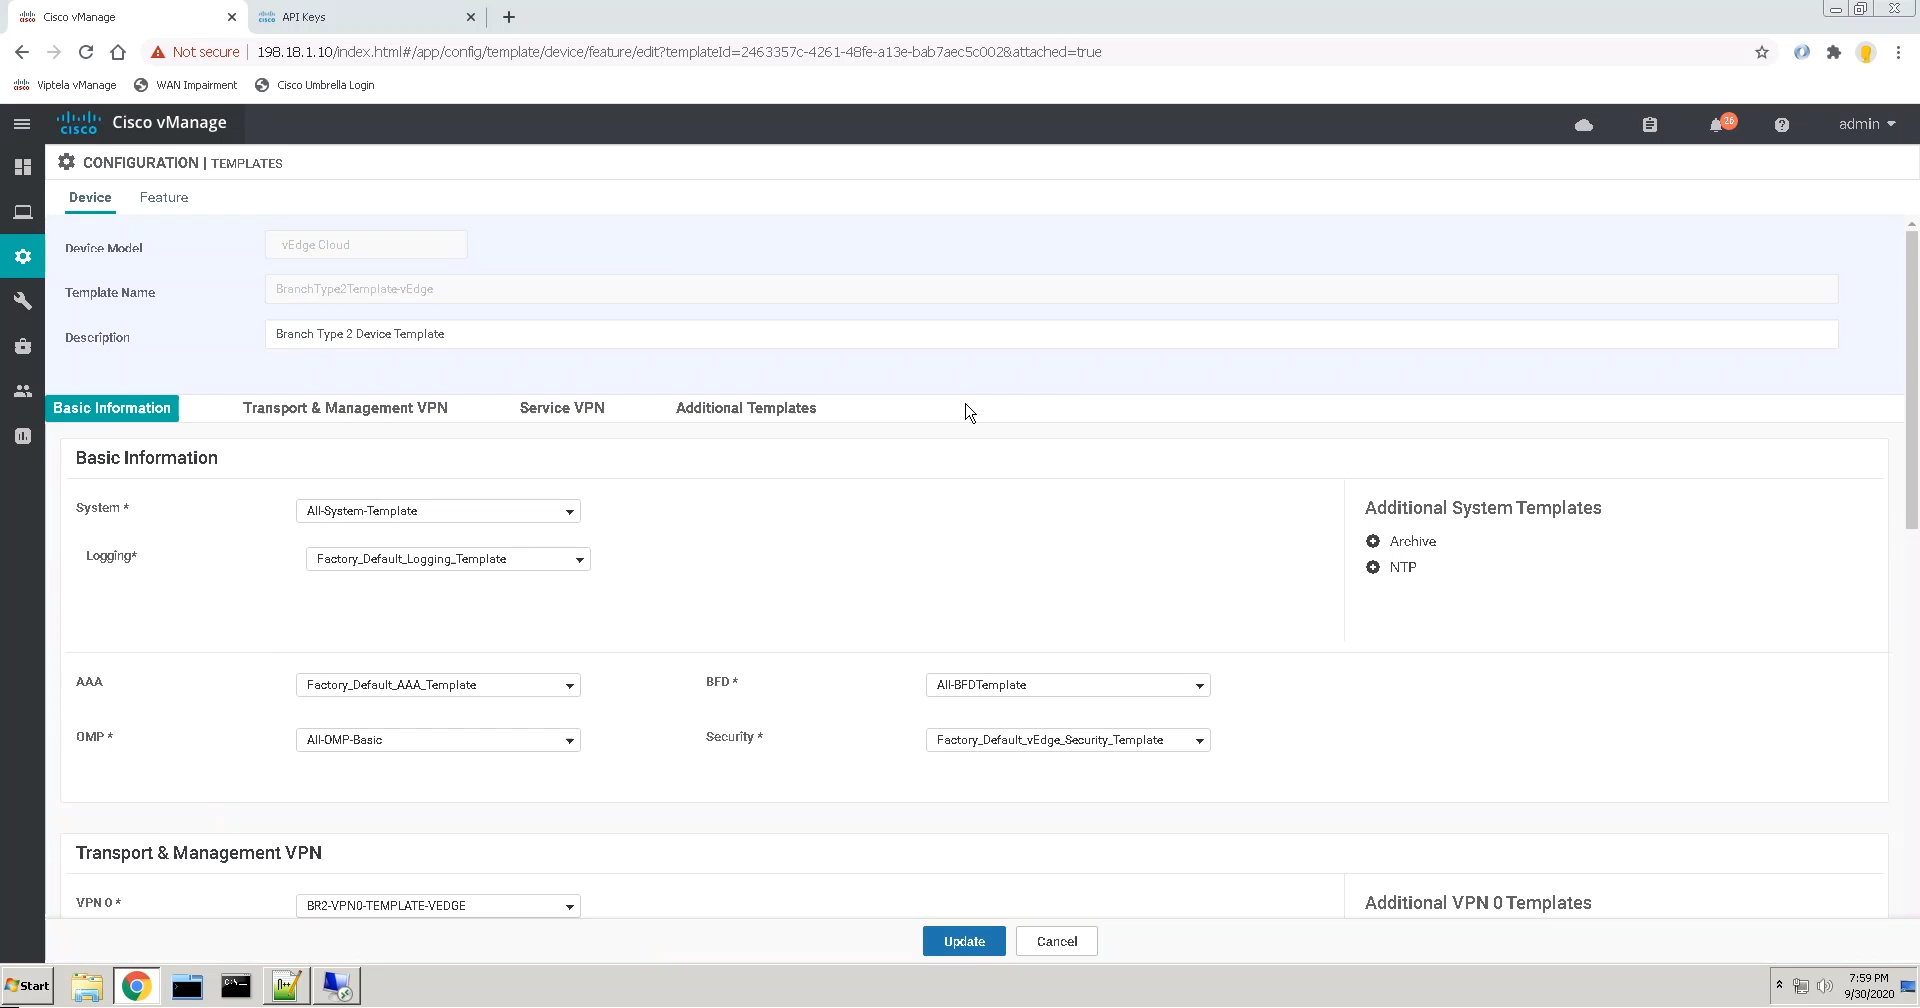 Cisco vManage
API Keys
Not secure
198.18.1.10/index.html#/app/config/template/device/feature/edit?templateId=2463357c-4261-48fe-a13e-bab7aec5c002&attached=true
Viptela vManage
WAN Impairment
Cisco Umbrella Login
CISCO
Cisco vManage
26
admin
CONFIGURATION | TEMPLATES
Device
Feature
Device Model
vEdge Cloud
Template Name
BranchType2Template-vEdge
Description
Branch Type 2 Device Template
Basic Information
Transport & Management VPN
Service VPN
Additional Templates
Basic Information
System *
All-System-Template
Additional System Templates
Logging*
Factory_Default_Logging_Template
Archive
NTP
AAA
Factory_Default_AAA_Template
BFD *
All-BFDTemplate
OMP *
All-OMP-Basic
Security *
Factory_Default_vEdge_Security_Template
Transport & Management VPN
VPN 0 *
BR2-VPN0-TEMPLATE-VEDGE
Additional VPN 0 Templates
Update
Cancel
Start
7:59 PM
9/30/2020